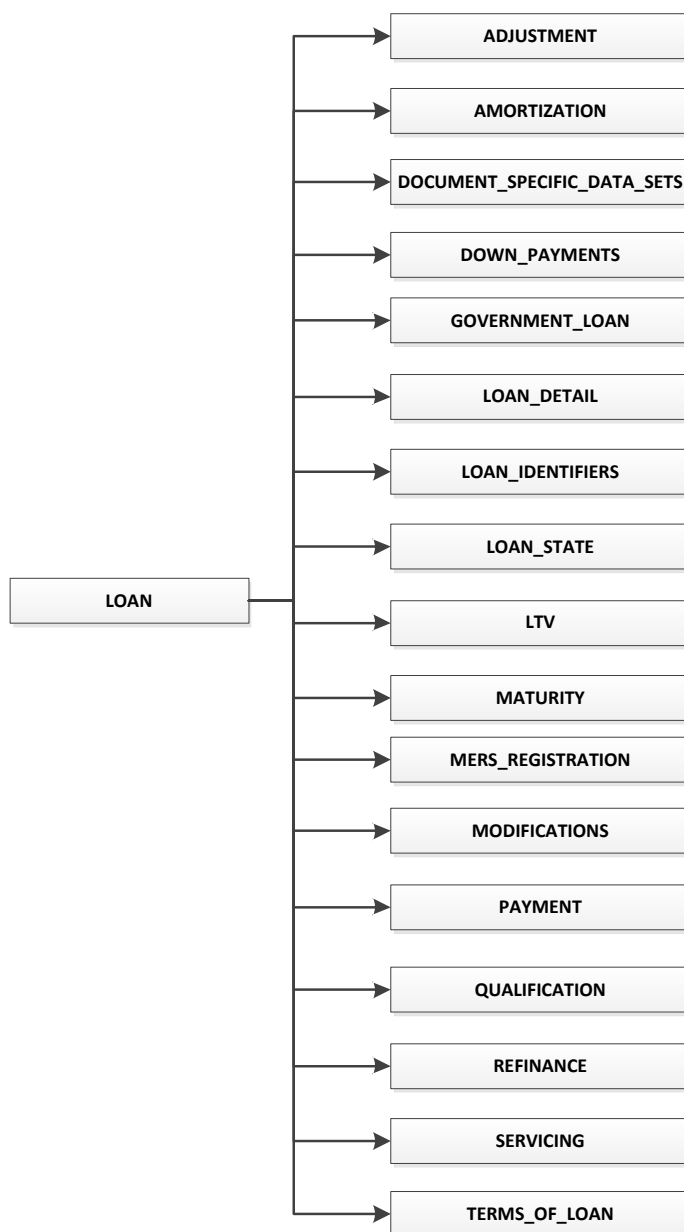 ADJUSTMENT
AMORTIZATION
DOCUMENT_SPECIFIC_DATA_SETS
DOWN_PAYMENTS
GOVERNMENT_LOAN
LOAN_DETAIL
LOAN_IDENTIFIERS
LOAN_STATE
LOAN
LTV
MATURITY
MERS_REGISTRATION
MODIFICATIONS
PAYMENT
QUALIFICATION
REFINANCE
SERVICING
TERMS_OF_LOAN